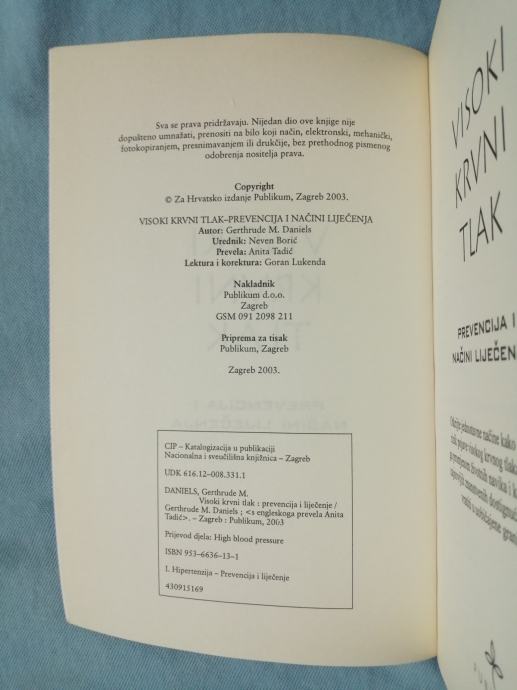 Sva se prava pridržavaju. Nijedan dio ove knjige nije
dopušteno umnažati, prenositi na bilo koji način, elektronski, mehanički,
fotokopiranjem, presnimavanjem ili drukčije, bez prethodnog pismenog
odobrenja nositelja prava.
Copyright
© Za Hrvatsko izdanje Publikum, Zagreb 2003.
VISOKI KRVNI TLAK–PREVENCIJA I NAČINI LIJEČENJA
Autor: Gerthrude M. Daniels
Urednik: Neven Borić
Prevela: Anita Tadić
Lektura i korektura: Goran Lukenda
Nakladnik
Publikum d.o.o.
Zagreb
GSM 091 2098 211
Priprema za tisak
Publikum, Zagreb
Zagreb 2003.
CIP – Katalogizacija u publikaciji
Nacionalna i sveučilišna knjižnica – Zagreb
UDK 616.12-008.331.1
DANIELS, Gerthrude M.
Visoki krvni tlak : prevencija i liječenje /
Gerthrude M. Daniels ; <s engleskoga prevela Anita
Tadić>. – Zagreb : Publikum, 2003
Prijevod djela: High blood pressure
ISBN 953-6636-13-1
I. Hipertenzija – Prevencija i liječenje
430915169
VISOKI
KRVNI
TLAK
PREVENCIJA I
NAČINI LIJEČEN